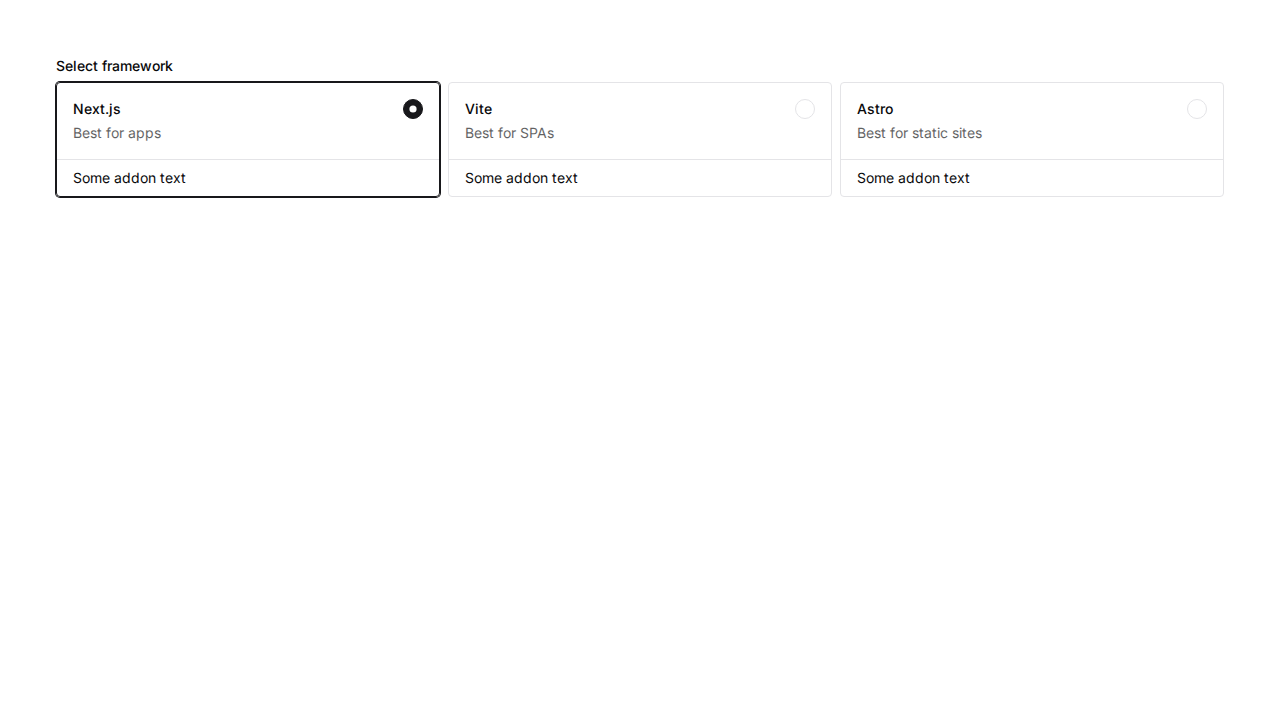 Select framework
Next.js
Best for apps
Some addon text
Vite
Best for SPAs
Some addon text
Astro
Best for static sites
Some addon text